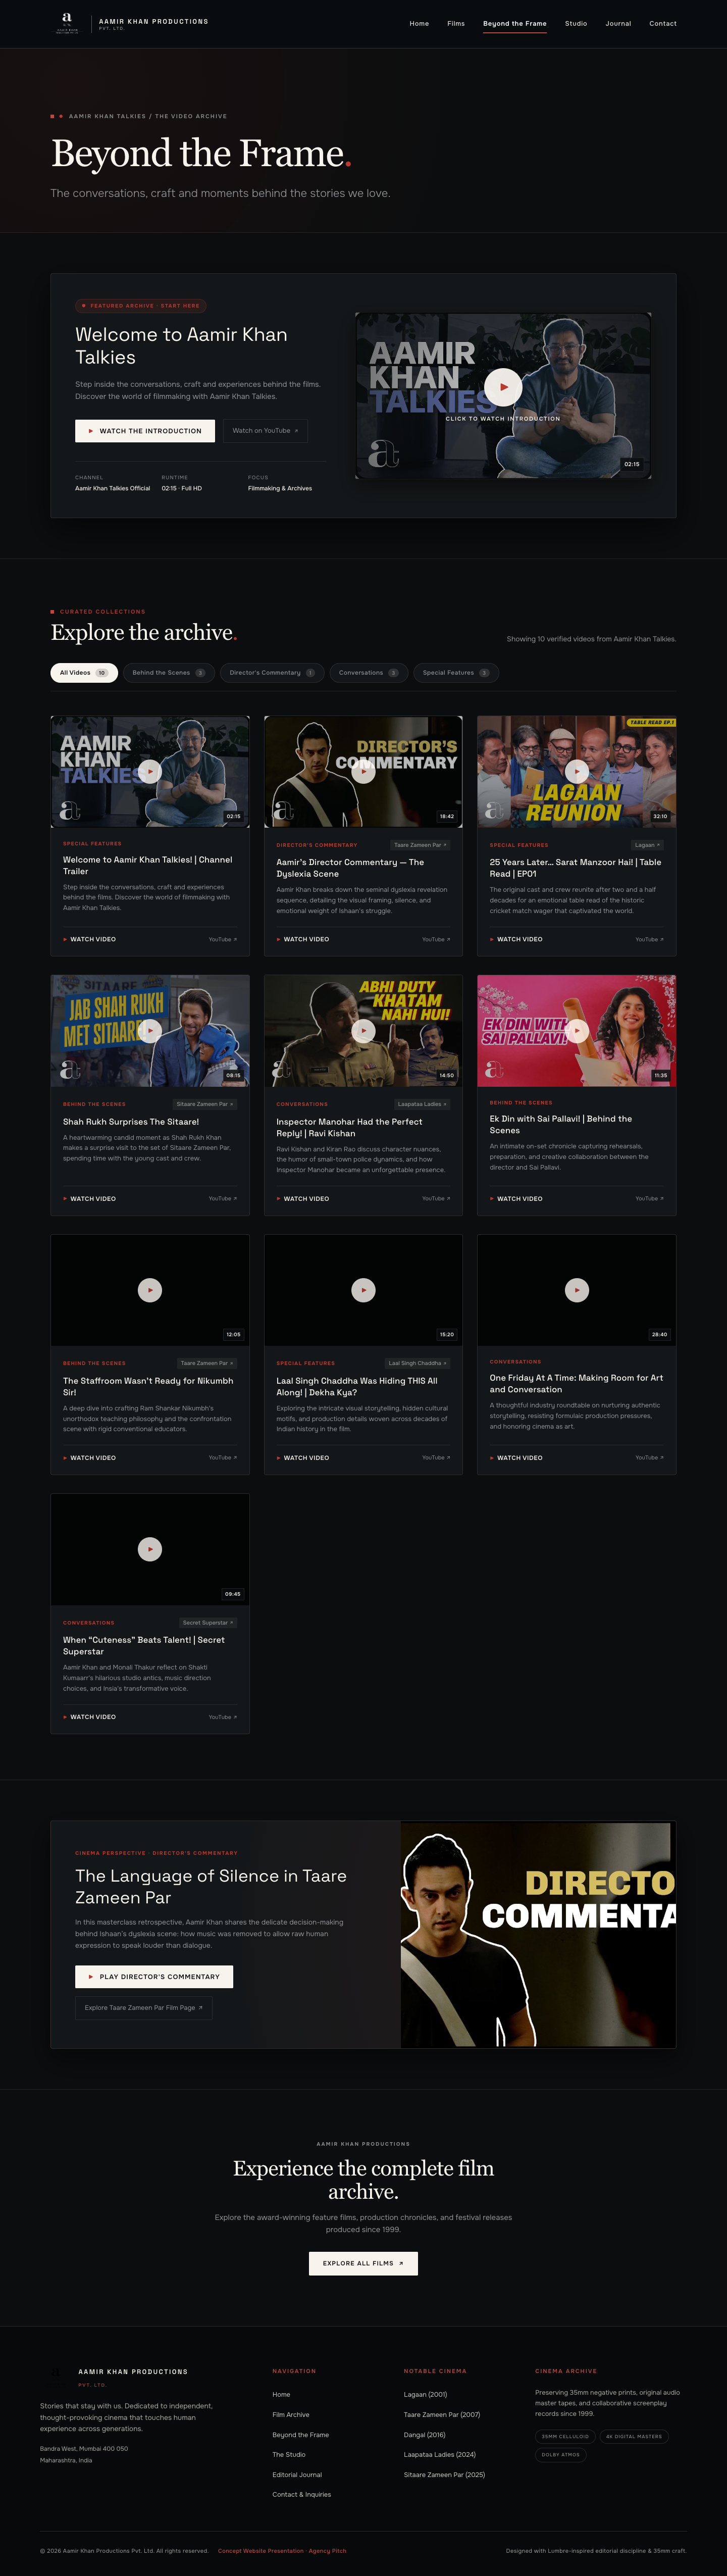 a
AAMIR KHAN PRODUCTIONS
PVT. LTD.
Home
Films
Beyond the Frame
Studio
Journal
Contact
AAMIR KHAN TALKIES / THE VIDEO ARCHIVE
Beyond the Frame.
The conversations, craft and moments behind the stories we love.
FEATURED ARCHIVE · START HERE
Welcome to Aamir Khan
Talkies
Step inside the conversations, craft and experiences behind the films.
Discover the world of filmmaking with Aamir Khan Talkies.
WATCH THE INTRODUCTION
Watch on YouTube ↗
CHANNEL
Aamir Khan Talkies Official
RUNTIME
02:15 · Full HD
FOCUS
Filmmaking & Archives
AAMIR
KHAN
TALKIES
CLICK TO WATCH INTRODUCTION
a
02:15
CURATED COLLECTIONS
Explore the archive.
Showing 10 verified videos from Aamir Khan Talkies.
All Videos 10
Behind the Scenes 3
Director's Commentary 1
Conversations 3
Special Features 3
AAMIR
KHAN
TALKIES
a
02:15
SPECIAL FEATURES
Welcome to Aamir Khan Talkies! | Channel
Trailer
Step inside the conversations, craft and experiences
behind the films. Discover the world of filmmaking with
Aamir Khan Talkies.
WATCH VIDEO
YouTube ↗
DIRECTOR'S
COMMENTARY
a
18:42
DIRECTOR'S COMMENTARY
Taare Zameen Par ↗
Aamir's Director Commentary — The
Dyslexia Scene
Aamir Khan breaks down the seminal dyslexia revelation
sequence, detailing the visual framing, silence, and
emotional weight of Ishaan's struggle.
WATCH VIDEO
YouTube ↗
TABLE READ EP.1
LAGAAN
REUNION
a
32:10
SPECIAL FEATURES
Lagaan ↗
25 Years Later... Sarat Manzoor Hai! | Table
Read | EP01
The original cast and crew reunite after two and a half
decades for an emotional table read of the historic
cricket match wager that captivated the world.
WATCH VIDEO
YouTube ↗
SITAARE
JAB SHAH RUKH
MET SITAARE
a
08:15
BEHIND THE SCENES
Sitaare Zameen Par ↗
Shah Rukh Surprises The Sitaare!
A heartwarming candid moment as Shah Rukh Khan
makes a surprise visit to the set of Sitaare Zameen Par,
spending time with the young cast and crew.
WATCH VIDEO
YouTube ↗
ABHI DUTY
KHATAM
NAHI HUI!
a
14:50
CONVERSATIONS
Laapataa Ladies ↗
Inspector Manohar Had the Perfect
Reply! | Ravi Kishan
Ravi Kishan and Kiran Rao discuss character nuances,
the humor of small-town police dynamics, and how
Inspector Manohar became an unforgettable presence.
WATCH VIDEO
YouTube ↗
EK DIN WITH
SAI PALLAVI!
a
11:35
BEHIND THE SCENES
Ek Din with Sai Pallavi! | Behind the
Scenes
An intimate on-set chronicle capturing rehearsals,
preparation, and creative collaboration between the
director and Sai Pallavi.
WATCH VIDEO
YouTube ↗
12:05
BEHIND THE SCENES
Taare Zameen Par ↗
The Staffroom Wasn't Ready for Nikumbh
Sir!
A deep dive into crafting Ram Shankar Nikumbh's
unorthodox teaching philosophy and the confrontation
scene with rigid conventional educators.
WATCH VIDEO
YouTube ↗
15:20
SPECIAL FEATURES
Laal Singh Chaddha ↗
Laal Singh Chaddha Was Hiding THIS All
Along! | Dekha Kya?
Exploring the intricate visual storytelling, hidden cultural
motifs, and production details woven across decades of
Indian history in the film.
WATCH VIDEO
YouTube ↗
28:40
CONVERSATIONS
One Friday At A Time: Making Room for Art
and Conversation
A thoughtful industry roundtable on nurturing authentic
storytelling, resisting formulaic production pressures,
and honoring cinema as art.
WATCH VIDEO
YouTube ↗
09:45
CONVERSATIONS
Secret Superstar ↗
When "Cuteness" Beats Talent! | Secret
Superstar
Aamir Khan and Monali Thakur reflect on Shakti
Kumaarr's hilarious studio antics, music direction
choices, and Insia's transformative voice.
WATCH VIDEO
YouTube ↗
CINEMA PERSPECTIVE · DIRECTOR'S COMMENTARY
The Language of Silence in Taare
Zameen Par
In this masterclass retrospective, Aamir Khan shares the delicate decision-making
behind Ishaan's dyslexia scene: how music was removed to allow raw human
expression to speak louder than dialogue.
PLAY DIRECTOR'S COMMENTARY
Explore Taare Zameen Par Film Page ↗
DIRECTO
COMMENTA
AAMIR KHAN PRODUCTIONS
Experience the complete film
archive.
Explore the award-winning feature films, production chronicles, and festival releases
produced since 1999.
EXPLORE ALL FILMS ↗
AAMIR KHAN PRODUCTIONS
PVT. LTD.
Stories that stay with us. Dedicated to independent,
thought-provoking cinema that touches human
experience across generations.
Bandra West, Mumbai 400 050
Maharashtra, India
NAVIGATION
Home
Film Archive
Beyond the Frame
The Studio
Editorial Journal
Contact & Inquiries
NOTABLE CINEMA
Lagaan (2001)
Taare Zameen Par (2007)
Dangal (2016)
Laapataa Ladies (2024)
Sitaare Zameen Par (2025)
CINEMA ARCHIVE
Preserving 35mm negative prints, original audio
master tapes, and collaborative screenplay
records since 1999.
35MM CELLULOID
4K DIGITAL MASTERS
DOLBY ATMOS
© 2026 Aamir Khan Productions Pvt. Ltd. All rights reserved.
Concept Website Presentation · Agency Pitch
Designed with Lumbre-inspired editorial discipline & 35mm craft.